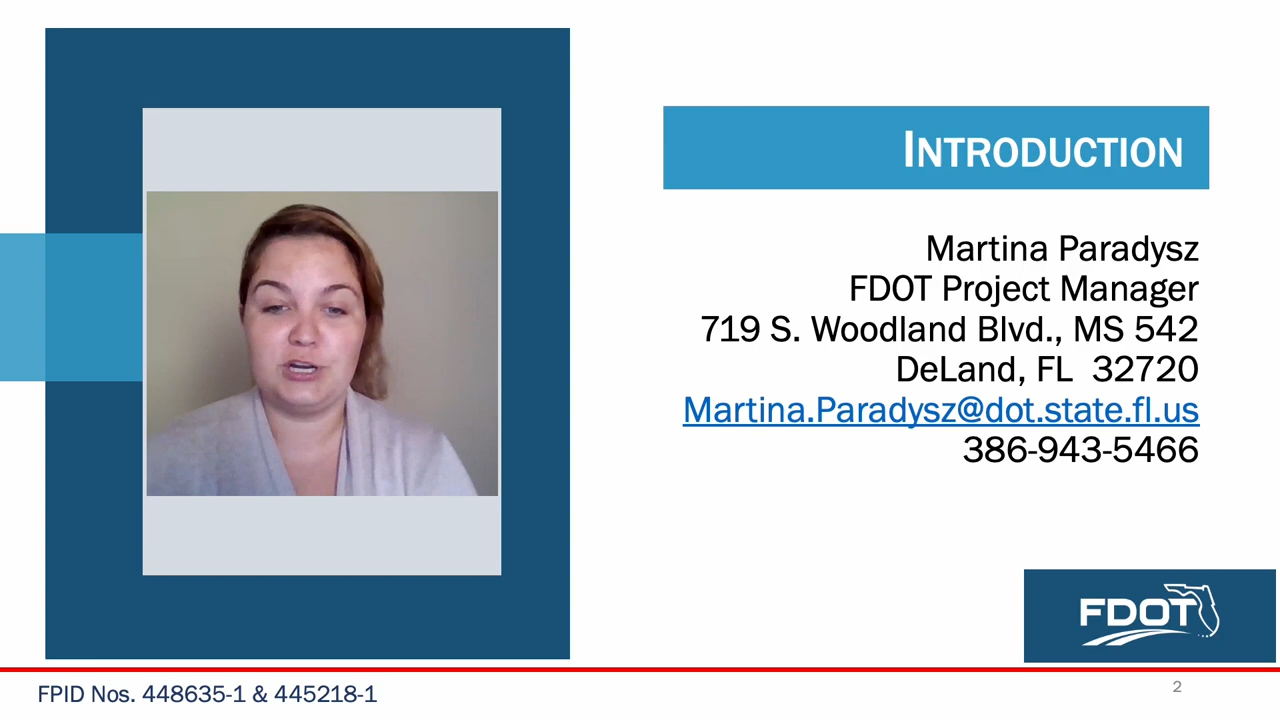 INTRODUCTION
Martina Paradysz
FDOT Project Manager
719 S. Woodland Blvd., MS 542
DeLand, FL  32720
Martina.Paradysz@dot.state.fl.us
386-943-5466
FDOT
FPID Nos. 448635-1 & 445218-1
2